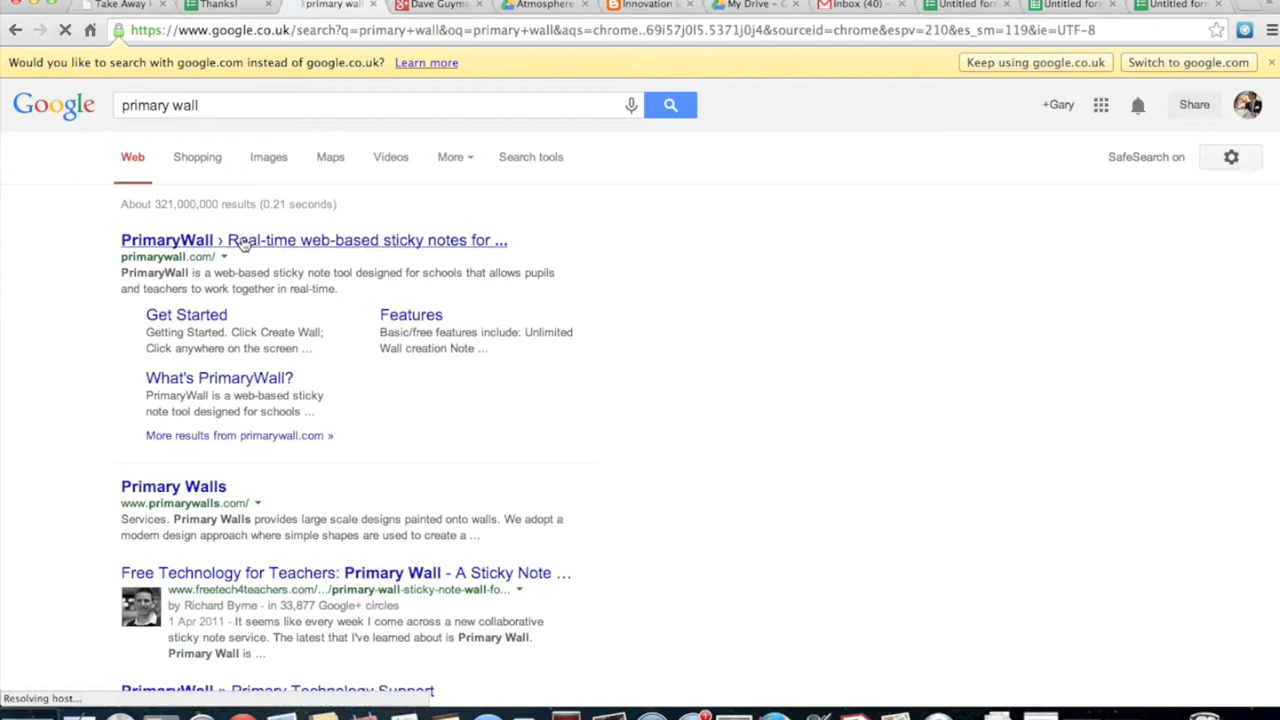 Take Away
Thanks!
primary wall
Dave Guymo
Atmosphere
Innovation
My Drive - C
Inbox (40)
Untitled for
Untitled for
Untitled for
https://www.google.co.uk/search?q=primary+wall&oq=primary+wall&aqs=chrome..69i57j0l5.5371j0j4&sourceid=chrome&espv=210&es_sm=119&ie=UTF-8
Would you like to search with google.com instead of google.co.uk? Learn more Keep using google.co.uk Switch to google.com
Google primary wall +Gary Share
Web Shopping Images Maps Videos More Search tools SafeSearch on
About 321,000,000 results (0.21 seconds)
PrimaryWall › Real-time web-based sticky notes for ...
primarywall.com/
PrimaryWall is a web-based sticky note tool designed for schools that allows pupils
and teachers to work together in real-time.
Get Started
Getting Started. Click Create Wall;
Click anywhere on the screen ...
Features
Basic/free features include: Unlimited
Wall creation Note ...
What's PrimaryWall?
PrimaryWall is a web-based sticky
note tool designed for schools ...
More results from primarywall.com »
Primary Walls
www.primarywalls.com/
Services. Primary Walls provides large scale designs painted onto walls. We adopt a
modern design approach where simple shapes are used to create a ...
Free Technology for Teachers: Primary Wall - A Sticky Note ...
www.freetech4teachers.com/.../primary-wall-sticky-note-wall-fo...
by Richard Byrne - in 33,877 Google+ circles
1 Apr 2011 - It seems like every week I come across a new collaborative
sticky note service. The latest that I've learned about is Primary Wall.
Primary Wall is ...
PrimaryWall » Primary Technology Support
Resolving host...